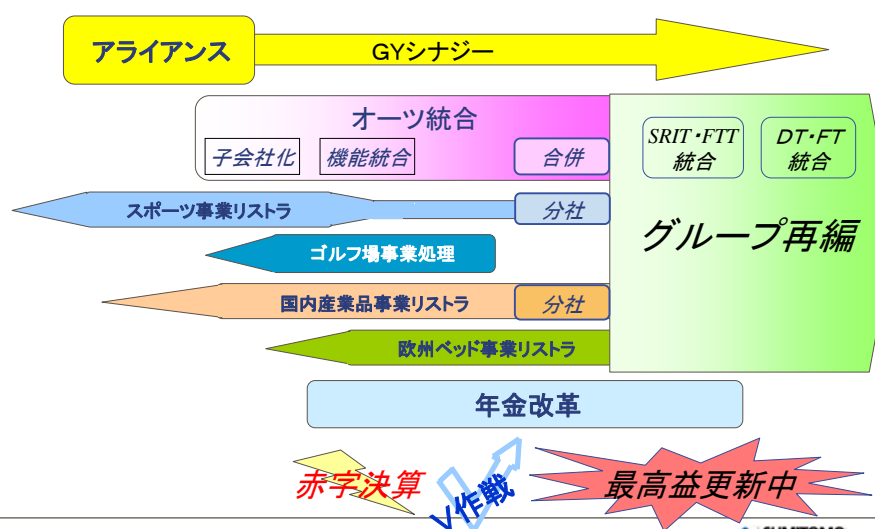 アライアンス
GYシナジー
オーツ統合
子会社化
機能統合
合併
SRIT・FTT
統合
DT・FT
統合
スポーツ事業リストラ
分社
グループ再編
ゴルフ場事業処理
国内産業品事業リストラ
分社
欧州ベッド事業リストラ
年金改革
赤字決算
V作戦
最高益更新中